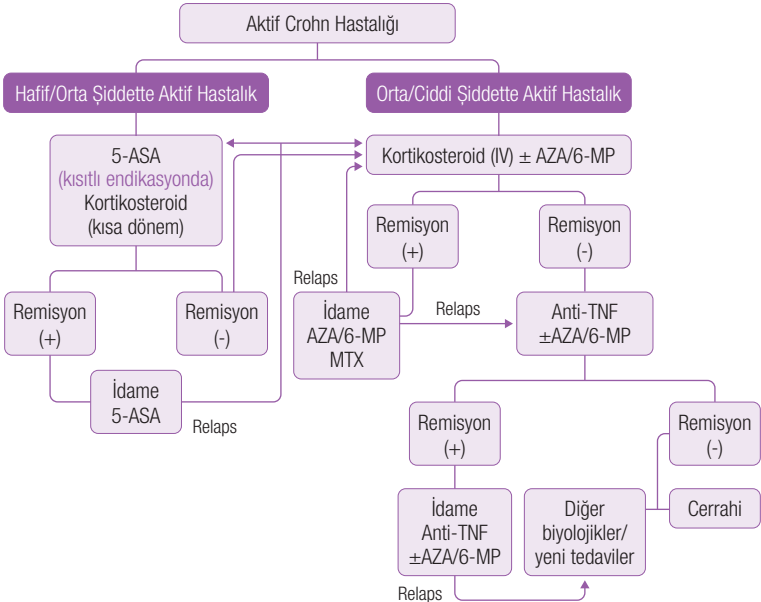 Aktif Crohn Hastalığı
Hafif/Orta Şiddette Aktif Hastalık
Orta/Ciddi Şiddette Aktif Hastalık
5-ASA
(kısıtlı endikasyonda)
Kortikosteroid
(kısa dönem)
Kortikosteroid (IV) ± AZA/6-MP
Remisyon
(+)
Remisyon
(-)
Relaps
Remisyon
(+)
Remisyon
(-)
İdame
AZA/6-MP
MTX
Relaps
Anti-TNF
±AZA/6-MP
İdame
5-ASA
Relaps
Remisyon
(+)
Remisyon
(-)
İdame
Anti-TNF
±AZA/6-MP
Diğer
biyolojikler/
yeni tedaviler
Cerrahi
Relaps